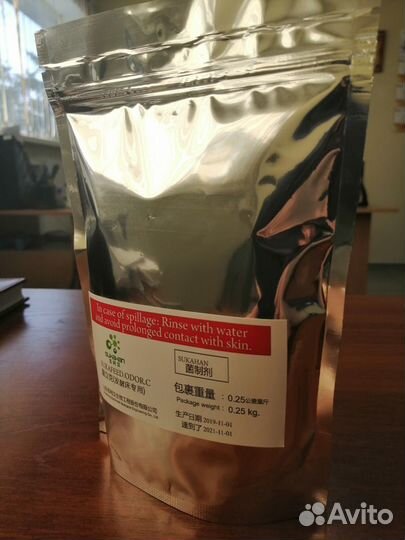 In case of spillage: Rinse with water
and avoid prolonged contact with skin.
SUKAHAN
菌制剂
SUKAFEED-ODOR.C
包裹重量 : 0.25公斤
Package weight : 0.25 kg.
生产日期 2019-11-01
2021-11-01
Avito